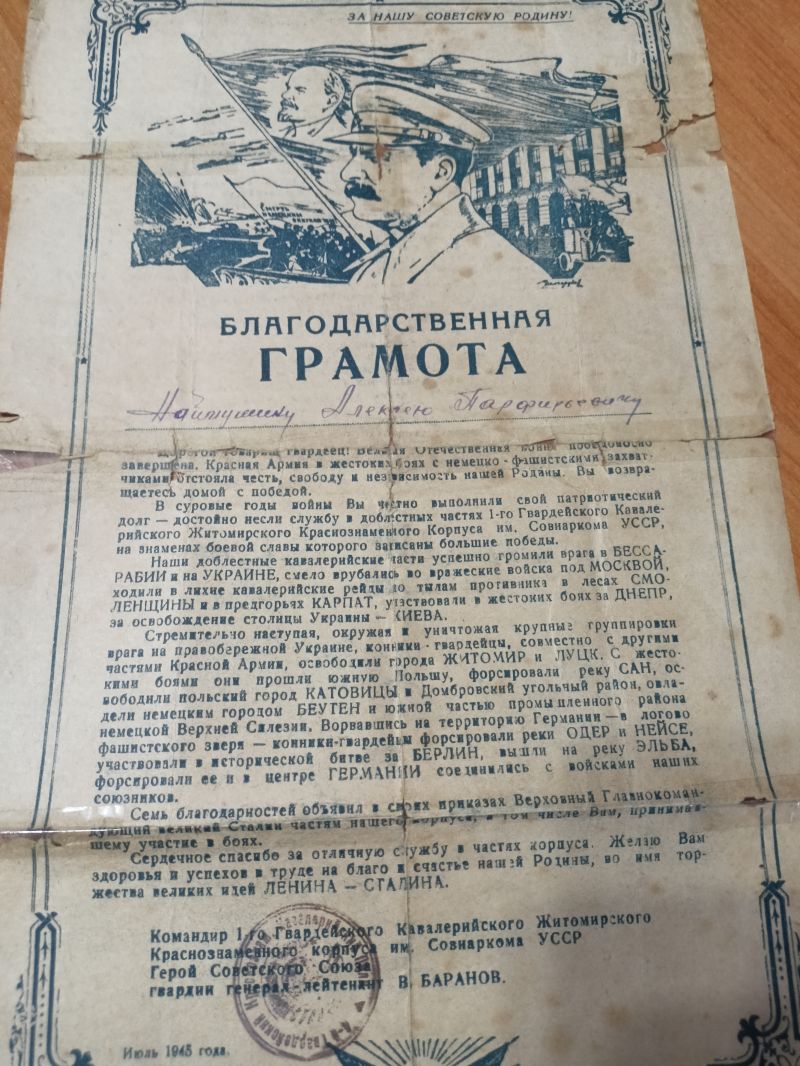 ЗА НАШУ СОВЕТСКУЮ РОДИНУ!
СМЕРТЬ
НЕМЕЦКИМ
БЛАГОДАРСТВЕННАЯ
ГРАМОТА
Найтушину Алексею Парфирьевичу
Дорогой товарищ гвардеец! Великая Отечественная война победоносно
завершена. Красная Армия в жестоких боях с немецко-фашистскими захват-
чиками отстояла честь, свободу и независимость нашей Родины. Вы возвра-
щаетесь домой с победой.
В суровые годы войны Вы честно выполнили свой патриотический
долг — достойно несли службу в доблестных частях 1-го Гвардейского Кавале-
рийского Житомирского Краснознаменного Корпуса им. Совнаркома УССР,
на знаменах боевой славы которого записаны большие победы.
Наши доблестные кавалерийские части успешно громили врага в БЕССА-
РАБИИ и на УКРАИНЕ, смело врубались во вражеские войска под МОСКВОЙ,
ходили в лихие кавалерийские рейды по тылам противника в лесах СМО-
ЛЕНЩИНЫ и в предгорьях КАРПАТ, участвовали в жестоких боях за ДНЕПР,
за освобождение столицы Украины — КИЕВА.
Стремительно наступая, окружая и уничтожая крупные группировки
врага на правобережной Украине, конники-гвардейцы, совместно с другими
частями Красной Армии, освободили города ЖИТОМИР и ЛУЦК. С жесто-
кими боями они прошли южную Польшу, форсировали реку САН, ос-
вободили польский город КАТОВИЦЫ и Домбровский угольный район, овла-
дели немецким городом БЕУТЕН и южной частью промышленного района
немецкой Верхней Силезии. Ворвавшись на территорию Германии — в логово
фашистского зверя — конники-гвардейцы форсировали реки ОДЕР и НЕЙСЕ,
участвовали в исторической битве за БЕРЛИН, вышли на реку ЭЛЬБА,
форсировали ее и в центре ГЕРМАНИИ соединились с войсками наших
союзников.
Семь благодарностей объявил в своих приказах Верховный Главнокоман-
дующий великий Сталин частям нашего корпуса, в том числе Вам, принимав-
шему участие в боях.
Сердечное спасибо за отличную службу в частях корпуса. Желаю Вам
здоровья и успехов в труде на благо и счастье нашей Родины, во имя тор-
жества великих идей ЛЕНИНА — СТАЛИНА.
Командир 1-го Гвардейского Кавалерийского Житомирского
Краснознаменного корпуса им. Совнаркома УССР
Герой Советского Союза
гвардии генерал-лейтенант В. БАРАНОВ.
Июль 1945 года.